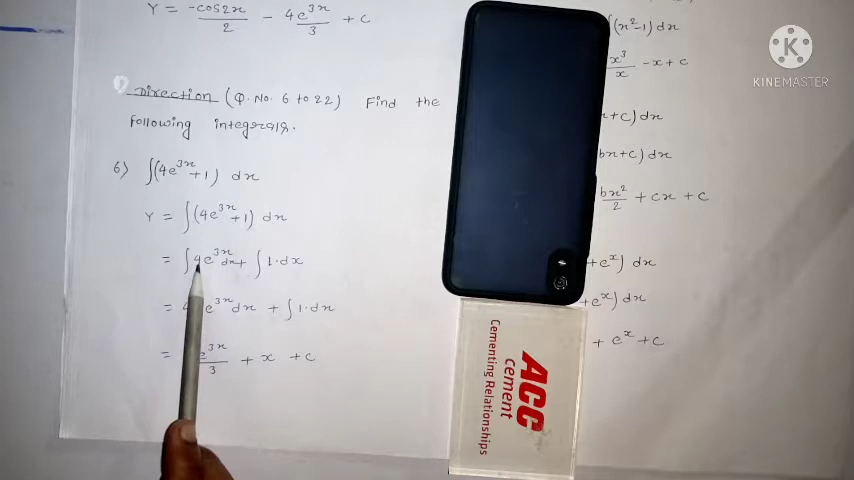 Y = -cos2x/2 - 4e^3x/3 + c
Direction (Q. No. 6 to 22) Find the
following integerals.
6) ∫(4e^3x+1) dx
Y = ∫(4e^3x+1) dx
= ∫4e^3x dx + ∫1·dx
= e^3x dx + ∫1·dx
= e^3x/3 + x + c
(x²-1) dx
x³/x - x + c
+c) dx
bx+c) dx
bx²/2 + cx + c
+e^x) dx
+e^x) dx
+ e^x + c
ACC
cement
Cementing Relationships
K
KINEMASTER